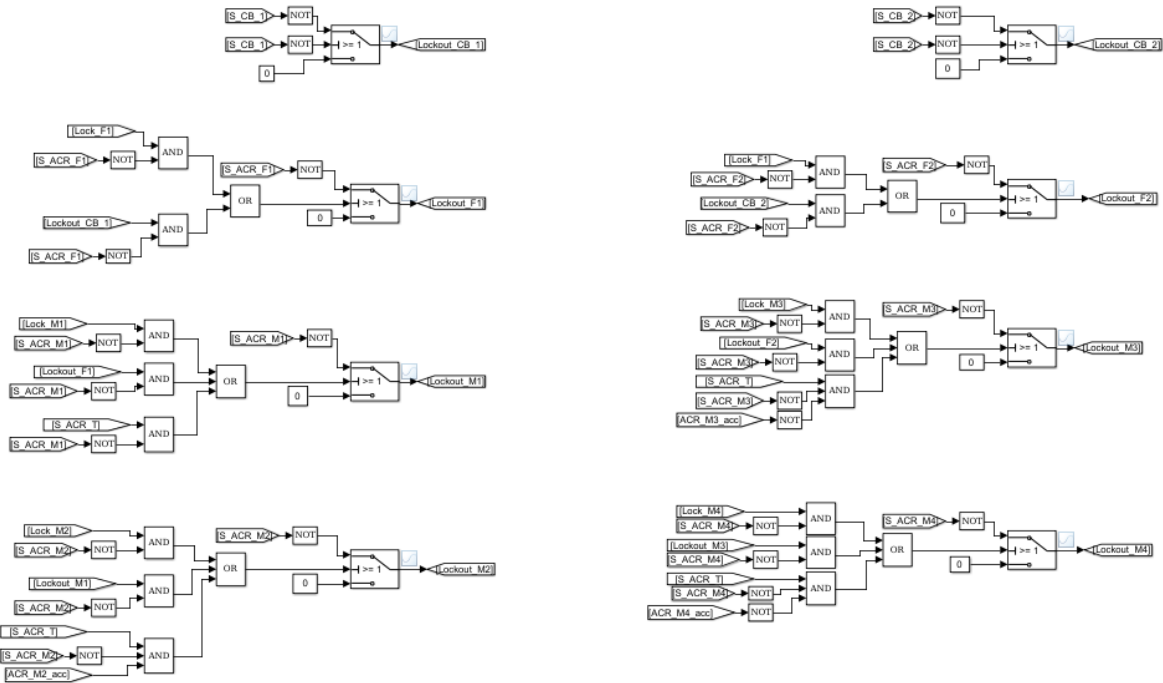 [S_CB_1] NOT
[S_CB_1] NOT >= 1 [Lockout_CB_1]
0
[S_CB_2] NOT
[S_CB_2] NOT >= 1 [Lockout_CB_2]
0
[Lock_F1]
[S_ACR_F1] NOT AND
[S_ACR_F1] NOT
OR >= 1 [Lockout_F1]
0
[Lockout_CB_1] AND
[S_ACR_F1] NOT
[Lock_F1]
[S_ACR_F2] NOT AND
[S_ACR_F2] NOT
OR >= 1 [Lockout_F2]
[Lockout_CB_2] AND 0
[S_ACR_F2] NOT
[Lock_M1]
[S_ACR_M1] NOT AND
[S_ACR_M1] NOT
[Lockout_F1] AND OR >= 1 [Lockout_M1]
[S_ACR_M1] NOT 0
[S_ACR_T] AND
[S_ACR_M1] NOT
[Lock_M3]
[S_ACR_M3] NOT AND
[S_ACR_M3] NOT
[Lockout_F2] AND OR >= 1 [Lockout_M3]
[S_ACR_M3] NOT 0
[S_ACR_T] AND
[S_ACR_M3] NOT
[ACR_M3_acc] NOT
[Lock_M2]
[S_ACR_M2] NOT AND
[S_ACR_M2] NOT
OR >= 1 [Lockout_M2]
[Lockout_M1] AND 0
[S_ACR_M2] NOT
[S_ACR_T]
[S_ACR_M2] NOT AND
[ACR_M2_acc]
[Lock_M4]
[S_ACR_M4] NOT AND
[S_ACR_M4] NOT
[Lockout_M3] AND OR >= 1 [Lockout_M4]
[S_ACR_M4] NOT 0
[S_ACR_T] AND
[S_ACR_M4] NOT
[ACR_M4_acc] NOT